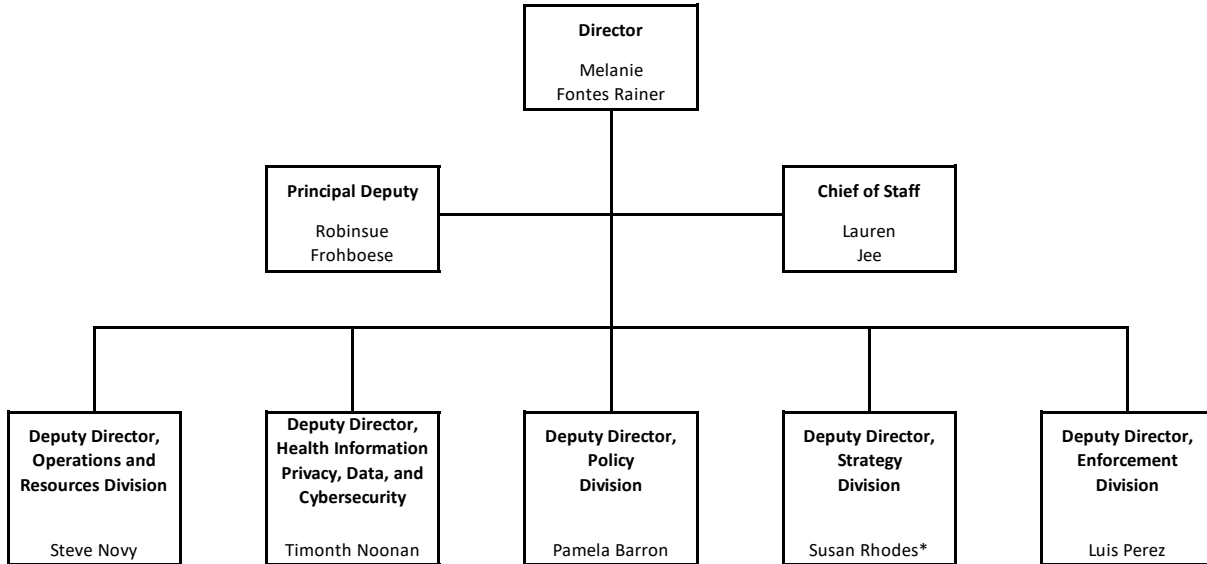 Director
Melanie
Fontes Rainer
Principal Deputy
Robinsue
Frohboese
Chief of Staff
Lauren
Jee
Deputy Director,
Operations and
Resources Division
Steve Novy
Deputy Director,
Health Information
Privacy, Data, and
Cybersecurity
Timonth Noonan
Deputy Director,
Policy
Division
Pamela Barron
Deputy Director,
Strategy
Division
Susan Rhodes*
Deputy Director,
Enforcement
Division
Luis Perez